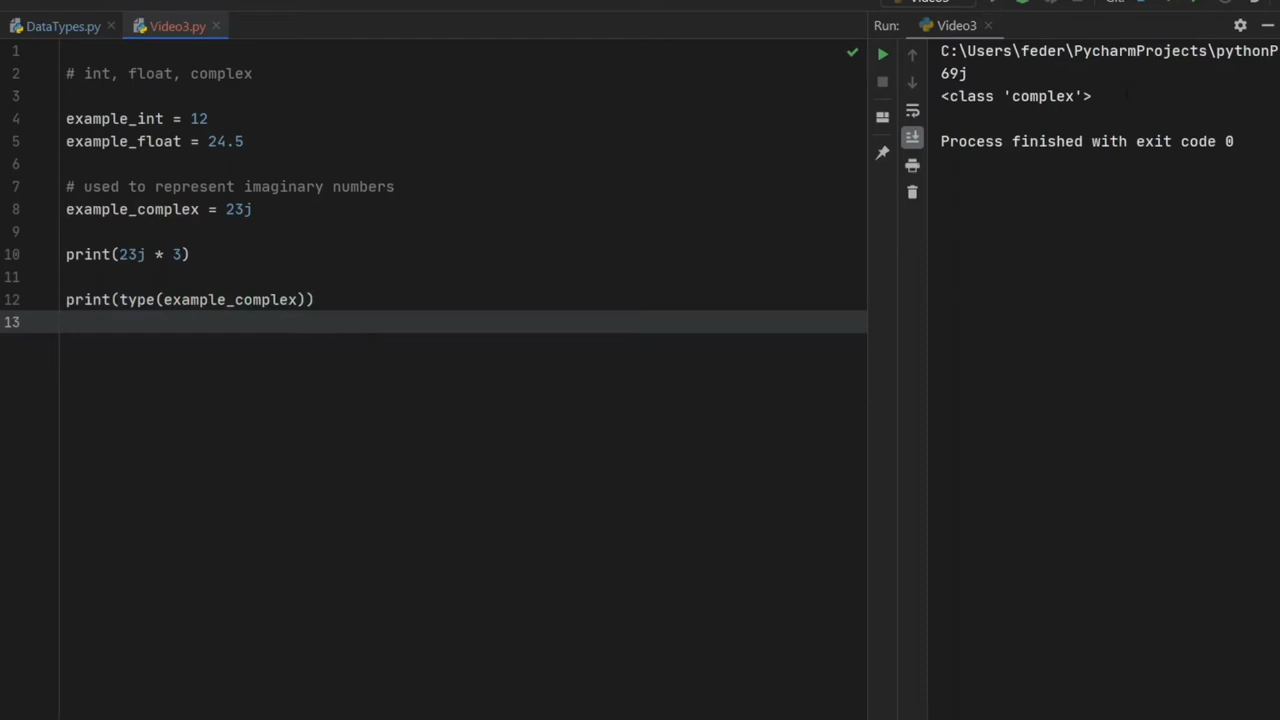 DataTypes.py
Video3.py
Run:
Video3
1
2 # int, float, complex
3
4 example_int = 12
5 example_float = 24.5
6
7 # used to represent imaginary numbers
8 example_complex = 23j
9
10 print(23j * 3)
11
12 print(type(example_complex))
13
C:\Users\feder\PycharmProjects\pythonP
69j
<class 'complex'>
Process finished with exit code 0